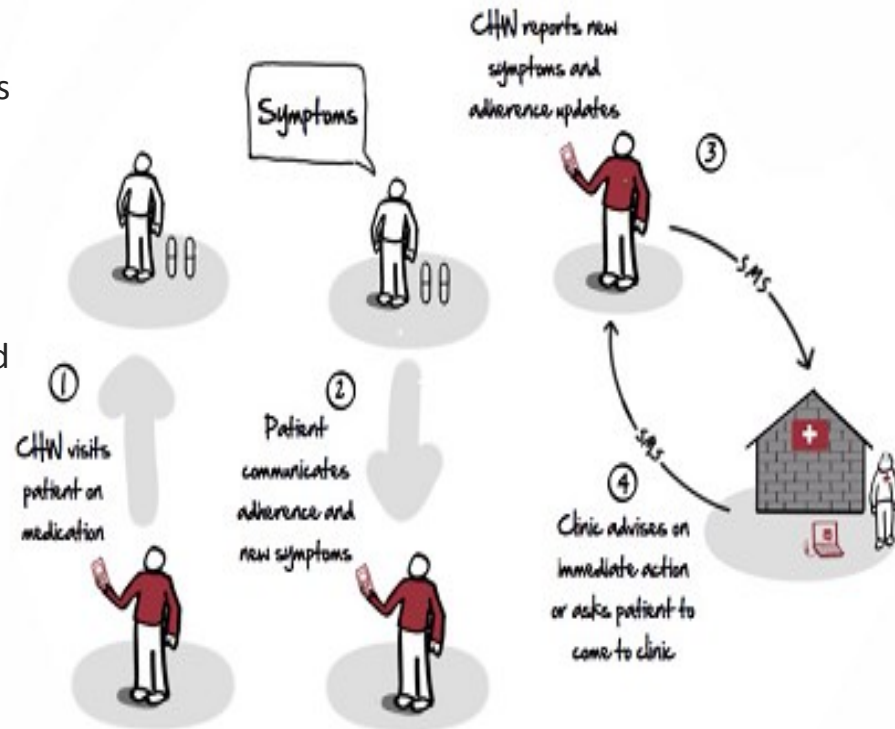 s
d
①
CHW visits
patient on
medication
Symptoms
②
Patient
communicates
adherence and
new symptoms
CHW reports new
symptoms and
adherence updates
③
SMS
SMS
④
Clinic advises on
immediate action
or asks patient to
come to clinic